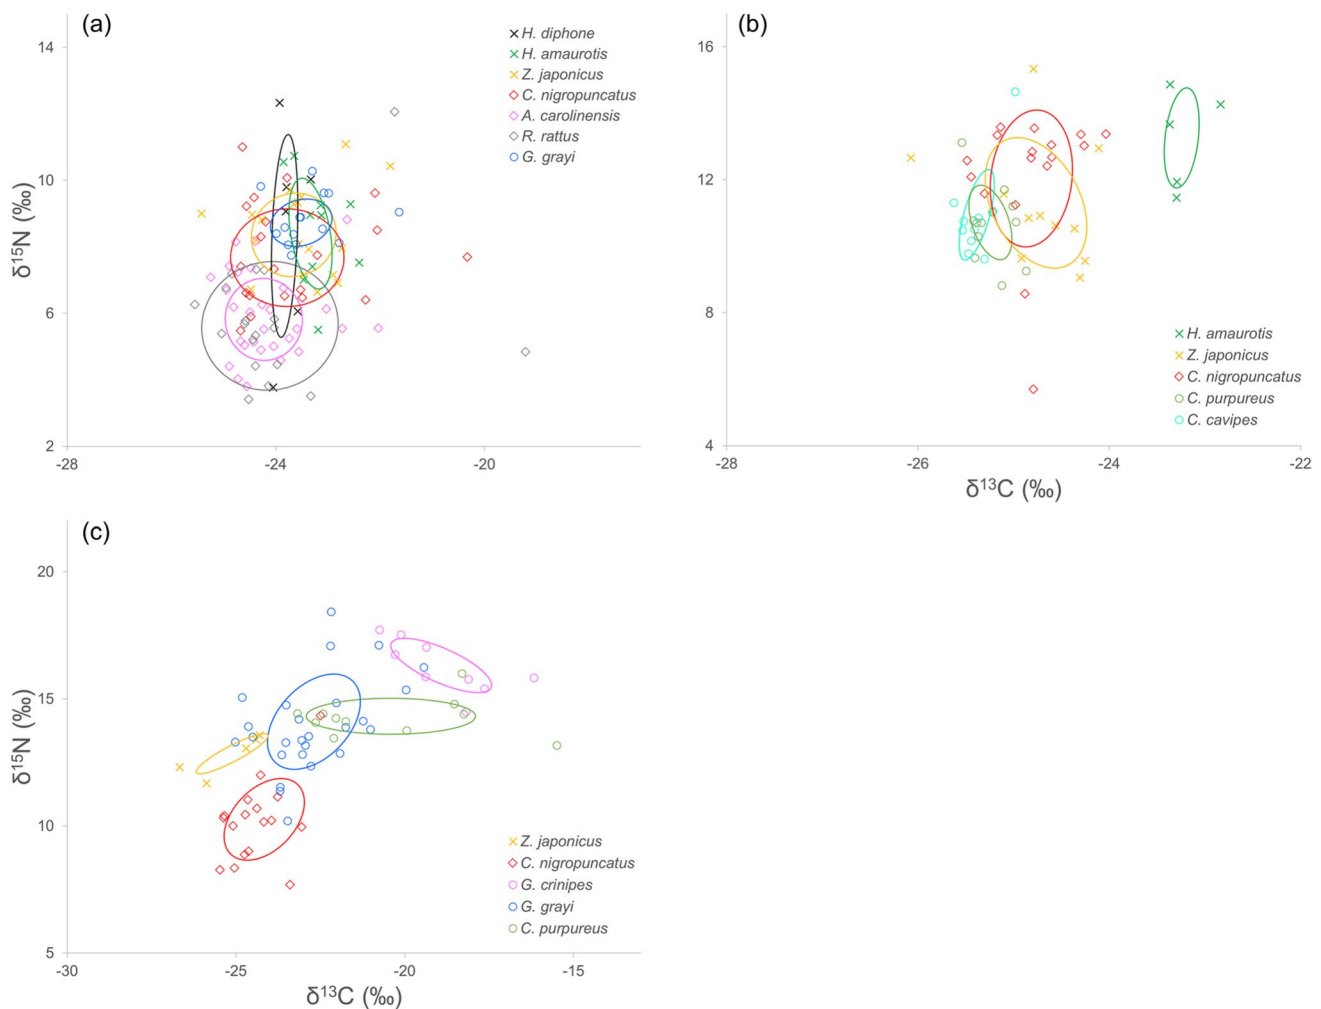 (a)
14
10
6
2
δ15N (‰)
-28
-24
-20
H. diphone
H. amaurotis
Z. japonicus
C. nigropuncatus
A. carolinensis
R. rattus
G. grayi
(b)
16
12
8
4
δ15N (‰)
-28
-26
-24
-22
δ13C (‰)
H. amaurotis
Z. japonicus
C. nigropuncatus
C. purpureus
C. cavipes
(c)
20
15
10
5
δ15N (‰)
-30
-25
-20
-15
δ13C (‰)
Z. japonicus
C. nigropuncatus
G. crinipes
G. grayi
C. purpureus